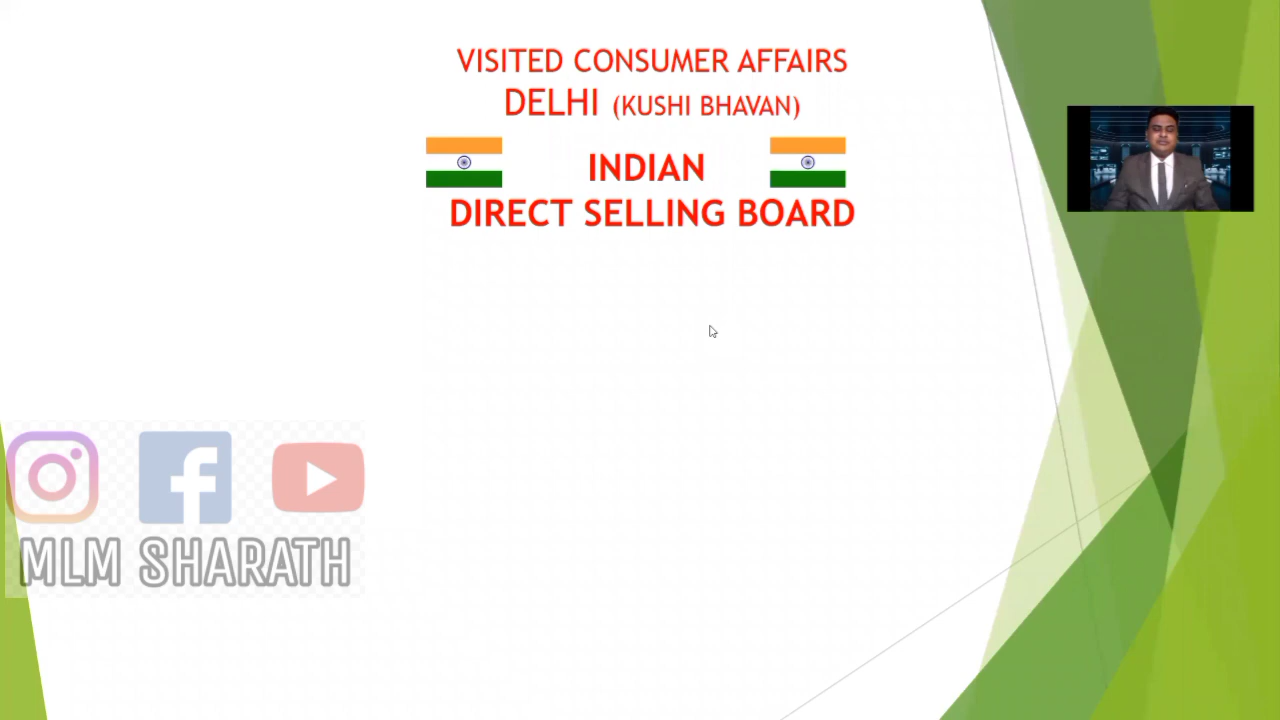 VISITED CONSUMER AFFAIRS
DELHI (KUSHI BHAVAN)
INDIAN
DIRECT SELLING BOARD
MLM SHARATH